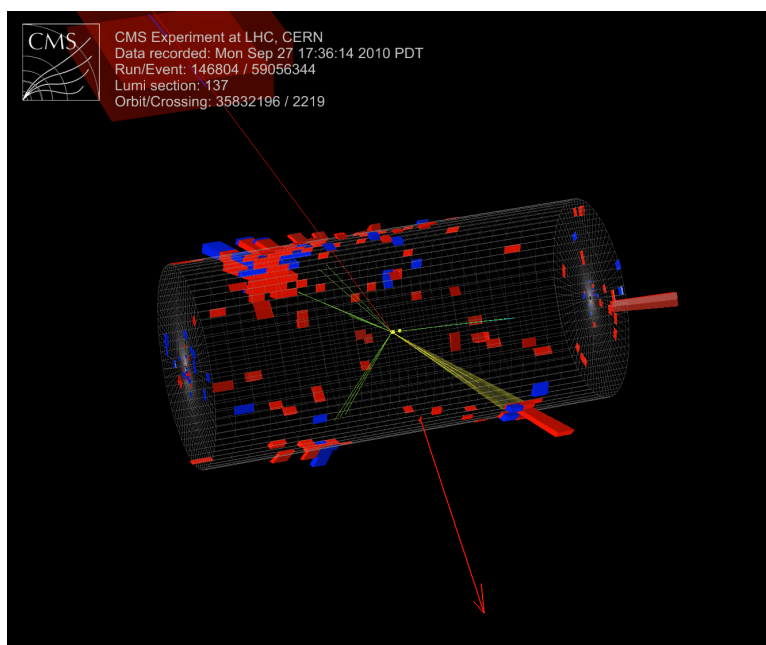 CMS
CMS Experiment at LHC, CERN
Data recorded: Mon Sep 27 17:36:14 2010 PDT
Run/Event: 146804 / 59056344
Lumi section: 137
Orbit/Crossing: 35832196 / 2219